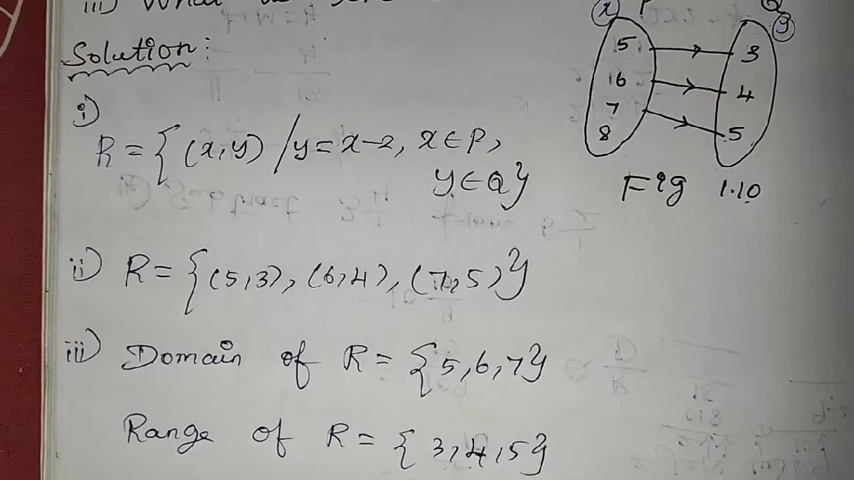 Solution:
i)
R = { (x,y) / y = x-2, x ∈ P,
y ∈ Q }
ii) R = { (5,3), (6,4), (7,5) }
iii) Domain of R = { 5,6,7 }
Range of R = { 3,4,5 }
x
y
5 3
16 4
7 5
8
Fig 1.10